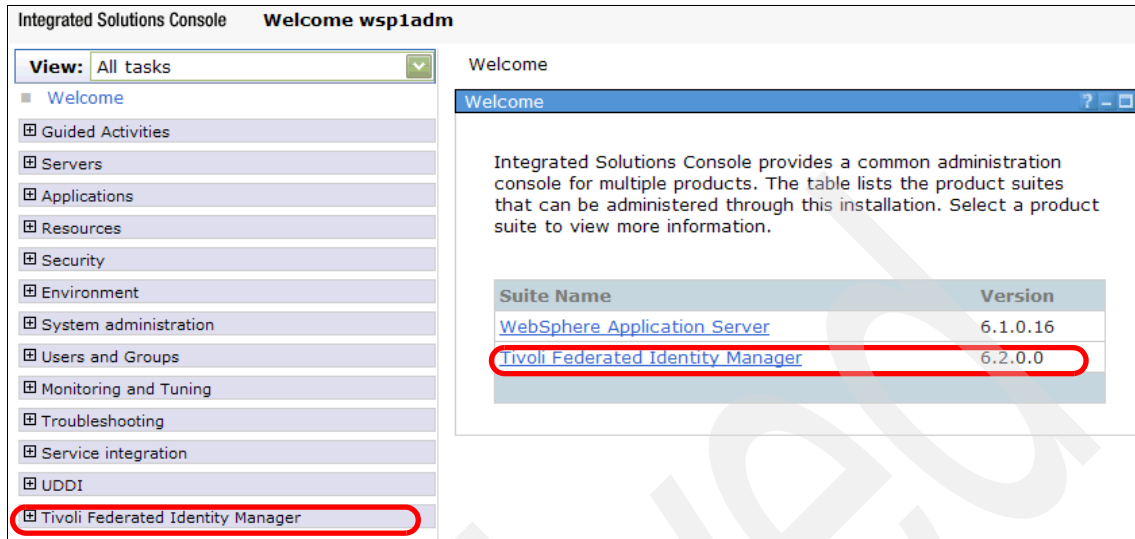 Integrated Solutions Console Welcome wsp1adm
View: All tasks
Welcome
Guided Activities
Servers
Applications
Resources
Security
Environment
System administration
Users and Groups
Monitoring and Tuning
Troubleshooting
Service integration
UDDI
Tivoli Federated Identity Manager
Welcome
Welcome ?
Integrated Solutions Console provides a common administration
console for multiple products. The table lists the product suites
that can be administered through this installation. Select a product
suite to view more information.
Suite Name Version
WebSphere Application Server 6.1.0.16
Tivoli Federated Identity Manager 6.2.0.0